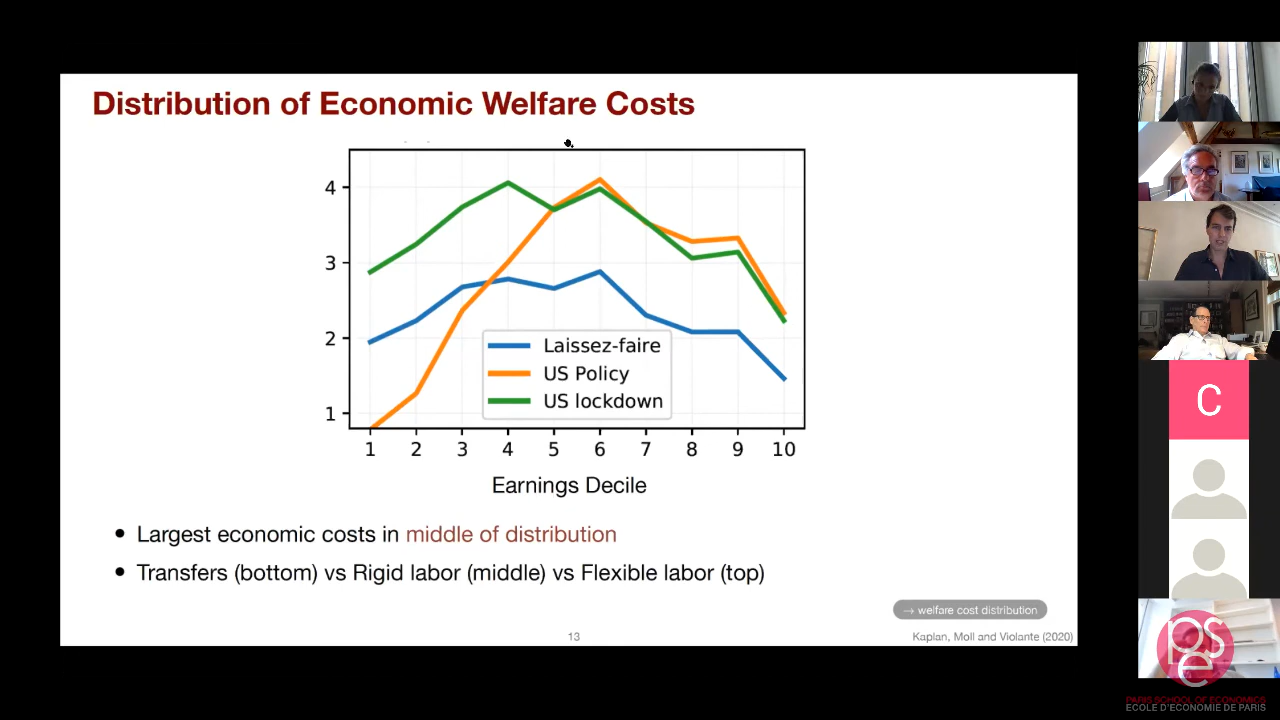 Distribution of Economic Welfare Costs
4
3
2
1
Laissez-faire
US Policy
US lockdown
1 2 3 4 5 6 7 8 9 10
Earnings Decile
• Largest economic costs in middle of distribution
• Transfers (bottom) vs Rigid labor (middle) vs Flexible labor (top)
→ welfare cost distribution
13
Kaplan, Moll and Violante (2020)
C
pse
PARIS SCHOOL OF ECONOMICS
ECOLE D'ECONOMIE DE PARIS